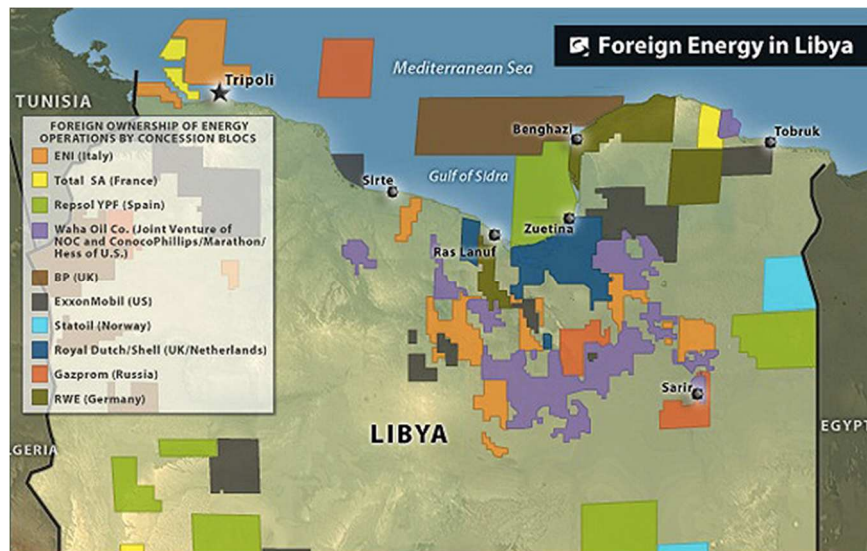 Foreign Energy in Libya
Mediterranean Sea
Tripoli
TUNISIA
FOREIGN OWNERSHIP OF ENERGY
OPERATIONS BY CONCESSION BLOCS
ENI (Italy)
Total SA (France)
Repsol YPF (Spain)
Waha Oil Co. (Joint Venture of
NOC and ConocoPhillips/Marathon/
Hess of U.S.)
BP (UK)
ExxonMobil (US)
Statoil (Norway)
Royal Dutch/Shell (UK/Netherlands)
Gazprom (Russia)
RWE (Germany)
Benghazi
Tobruk
Gulf of Sidra
Sirte
Zuetina
Ras Lanuf
Sarir
LIBYA
EGYPT
GERIA